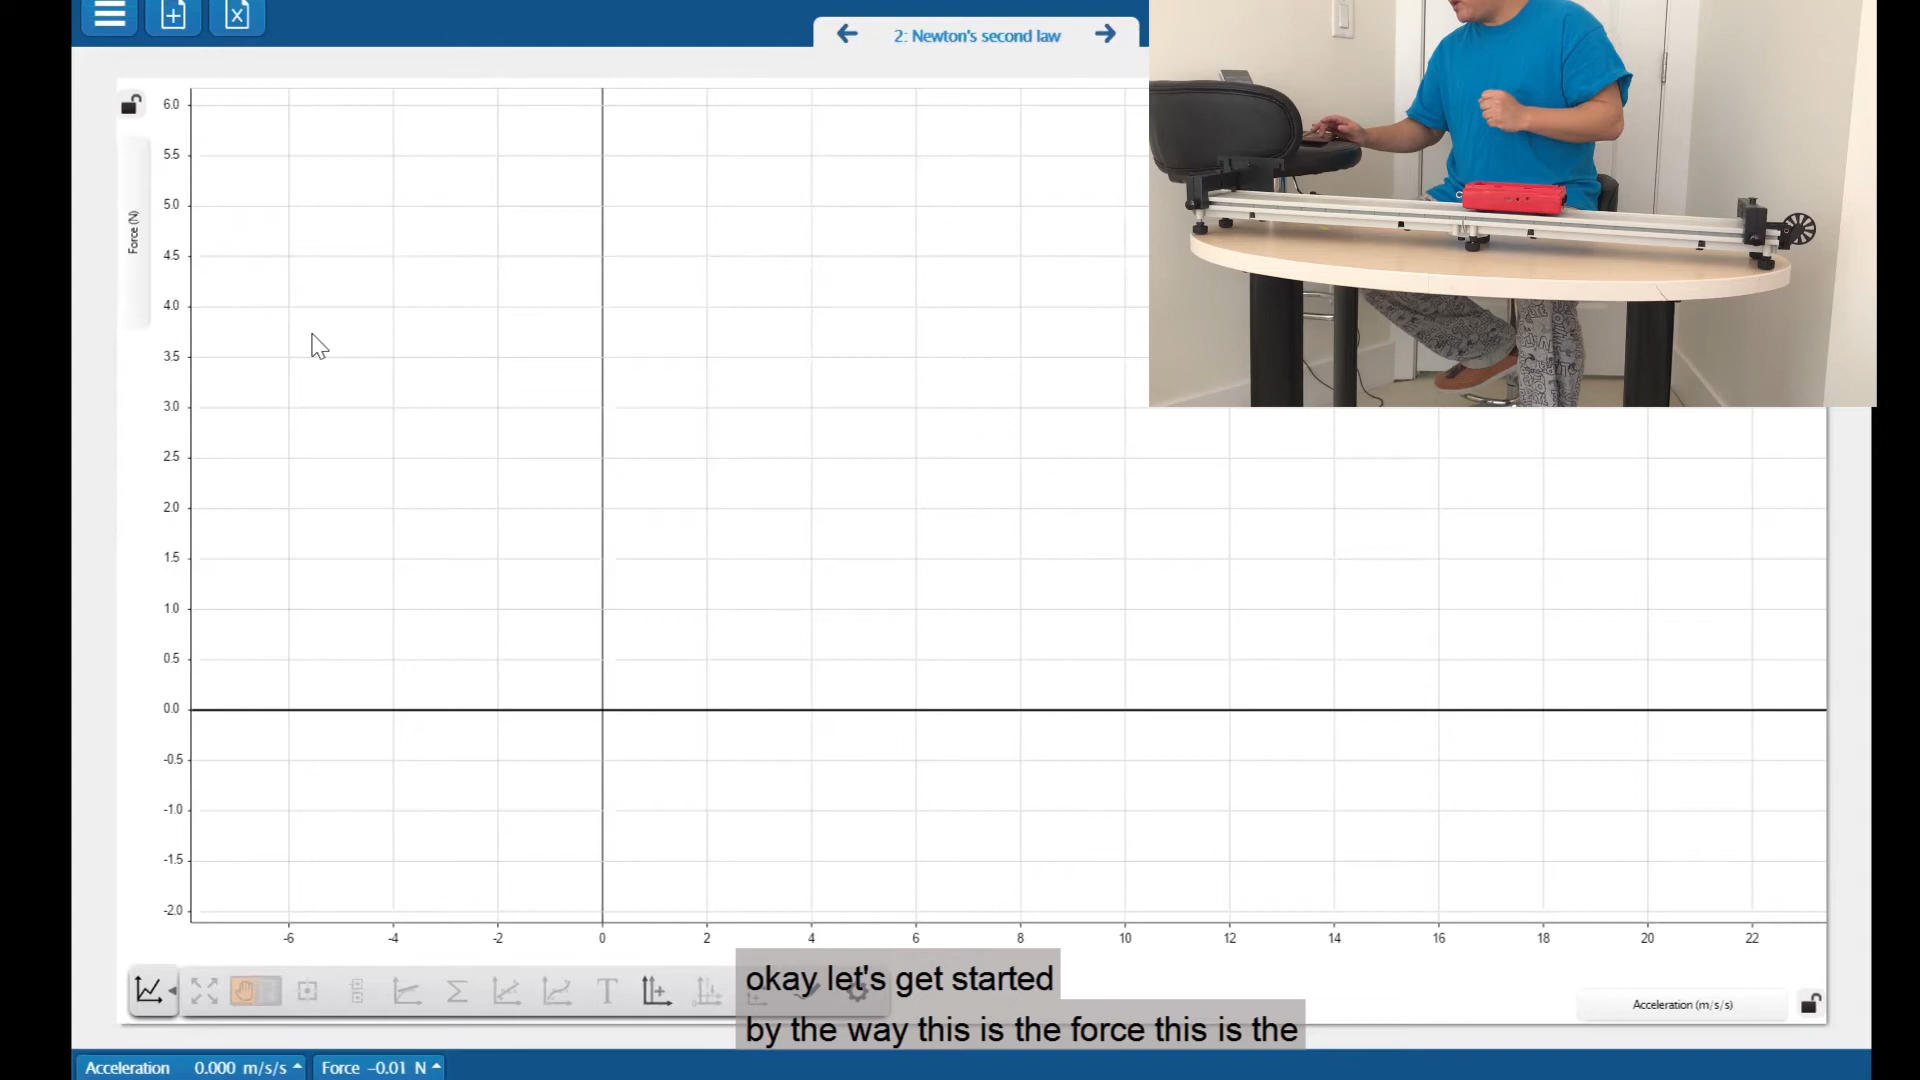 2: Newton's second law
6.0
5.5
5.0
4.5
4.0
3.5
3.0
2.5
2.0
1.5
1.0
0.5
0.0
-0.5
-1.0
-1.5
-2.0
Force (N)
-6 -4 -2 0 2 4 6 8 10 12 14 16 18 20 22
Acceleration (m/s/s)
okay let's get started
by the way this is the force this is the
Acceleration 0.000 m/s/s Force -0.01 N